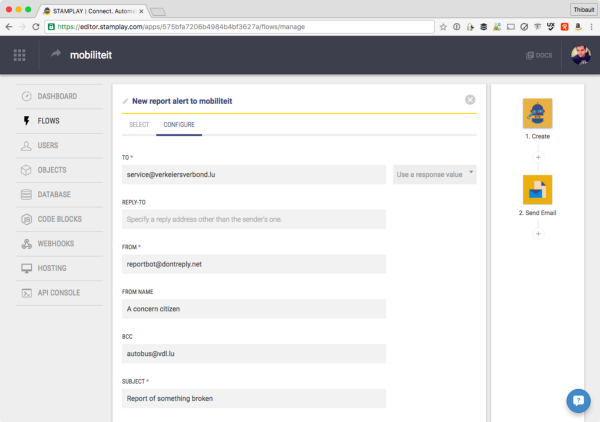 STAMPLAY | Connect. Automa
Thibault
https://editor.stamplay.com/apps/575bfa7206b4984b4bf3627a/flows/manage
mobiliteit
DOCS
DASHBOARD
FLOWS
USERS
OBJECTS
DATABASE
CODE BLOCKS
WEBHOOKS
HOSTING
API CONSOLE
New report alert to mobiliteit
SELECT
CONFIGURE
TO *
service@verkeiersverbond.lu
Use a response value
REPLY-TO
Specify a reply address other than the sender's one.
FROM *
reportbot@dontreply.net
FROM NAME
A concern citizen
BCC
autobus@vdl.lu
SUBJECT *
Report of something broken
1. Create
2. Send Email